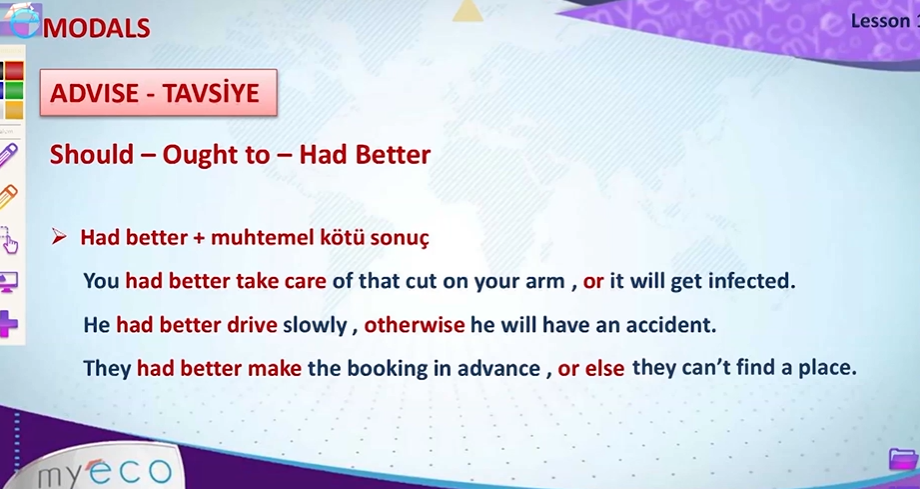 MODALS
Lesson
ADVISE - TAVSİYE
Should – Ought to – Had Better
Had better + muhtemel kötü sonuç
You had better take care of that cut on your arm , or it will get infected.
He had better drive slowly , otherwise he will have an accident.
They had better make the booking in advance , or else they can't find a place.
myeco